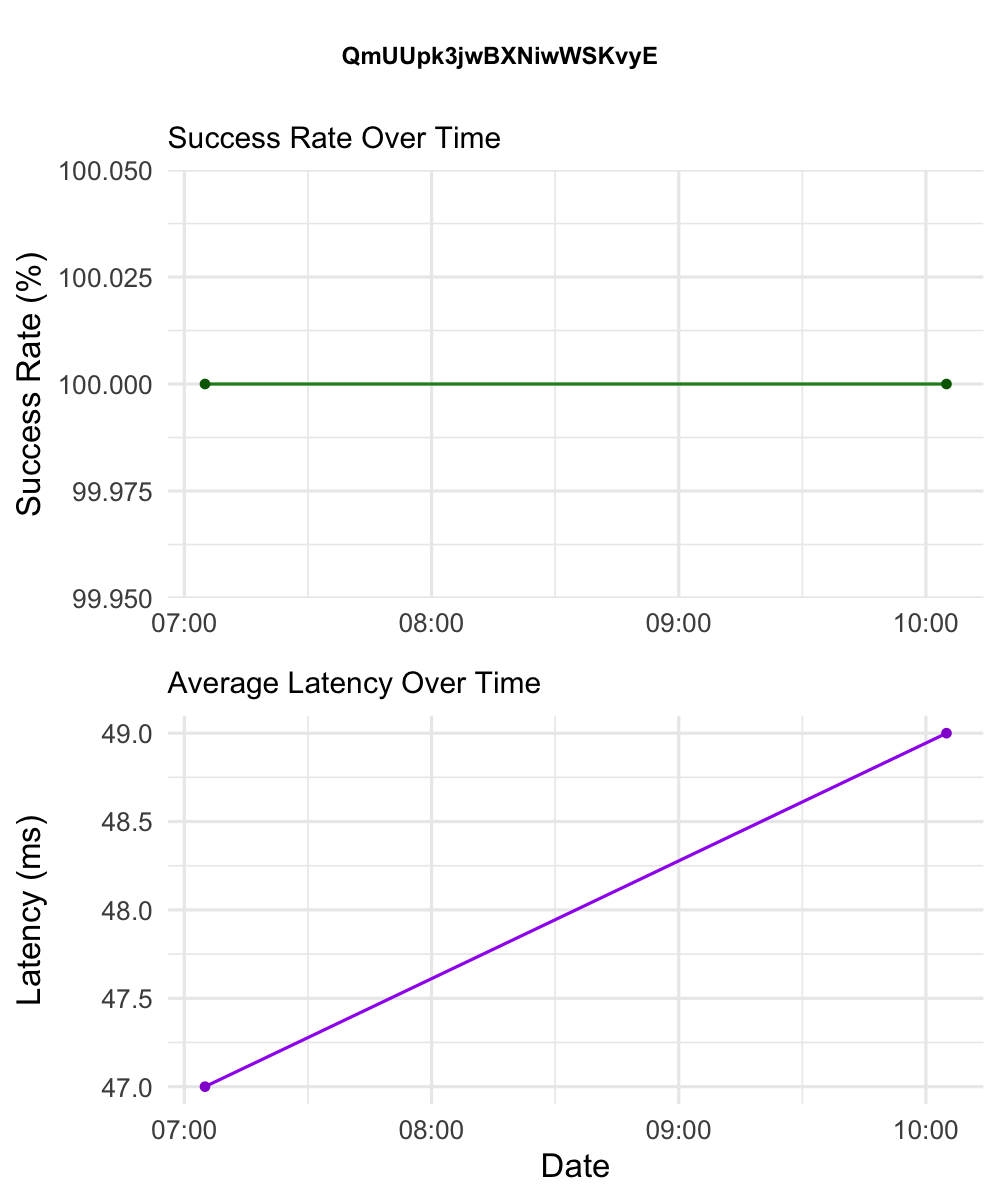 QmUUpk3jwBXNiwWSKvyE
Success Rate Over Time
Success Rate (%)
100.050
100.025
100.000
99.975
99.950
07:00 08:00 09:00 10:00
Average Latency Over Time
Latency (ms)
49.0
48.5
48.0
47.5
47.0
07:00 08:00 09:00 10:00
Date